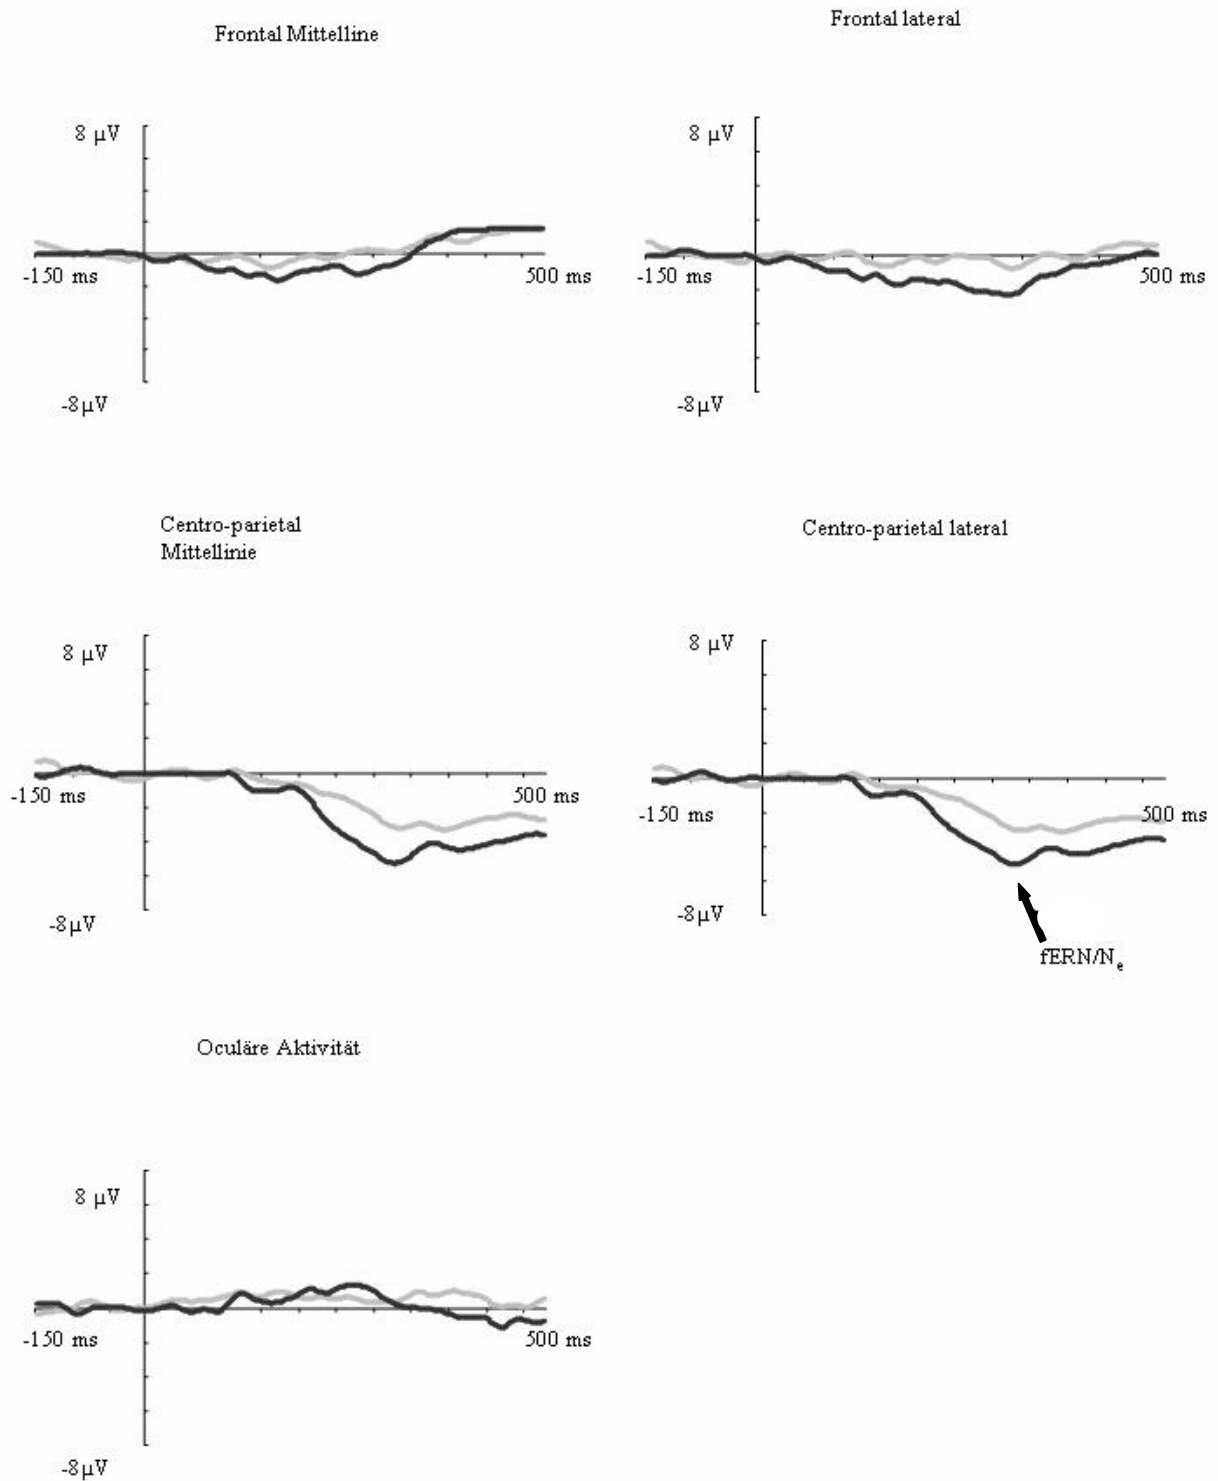 Frontal Mittelline
Frontal lateral
8 µV
8 µV
-150 ms
500 ms
-150 ms
500 ms
-8µV
-8µV
Centro-parietal
Mittellinie
Centro-parietal lateral
8 µV
8 µV
-150 ms
500 ms
-150 ms
500 ms
-8µV
-8µV
fERN/Ne
Oculäre Aktivität
8 µV
-150 ms
500 ms
-8µV